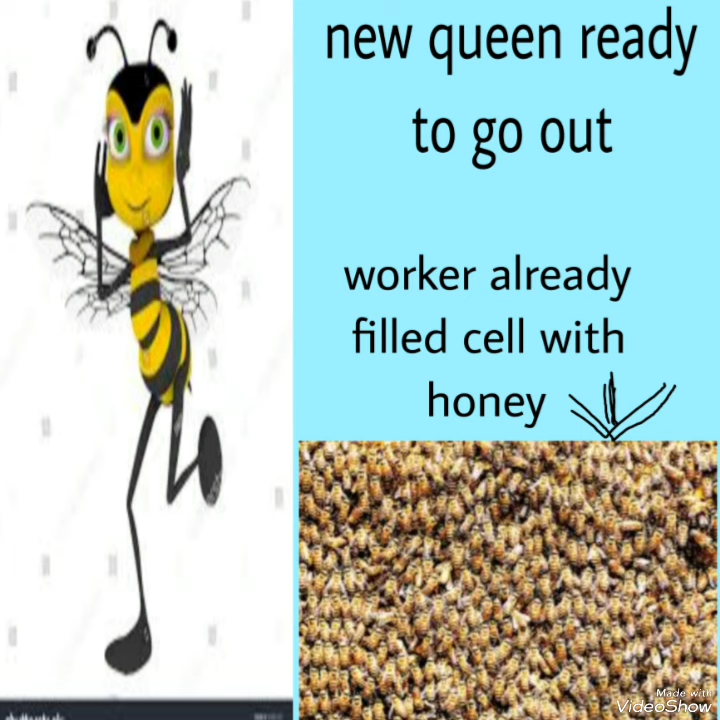 new queen ready
to go out
worker already
filled cell with
honey
Made with
VideoShow